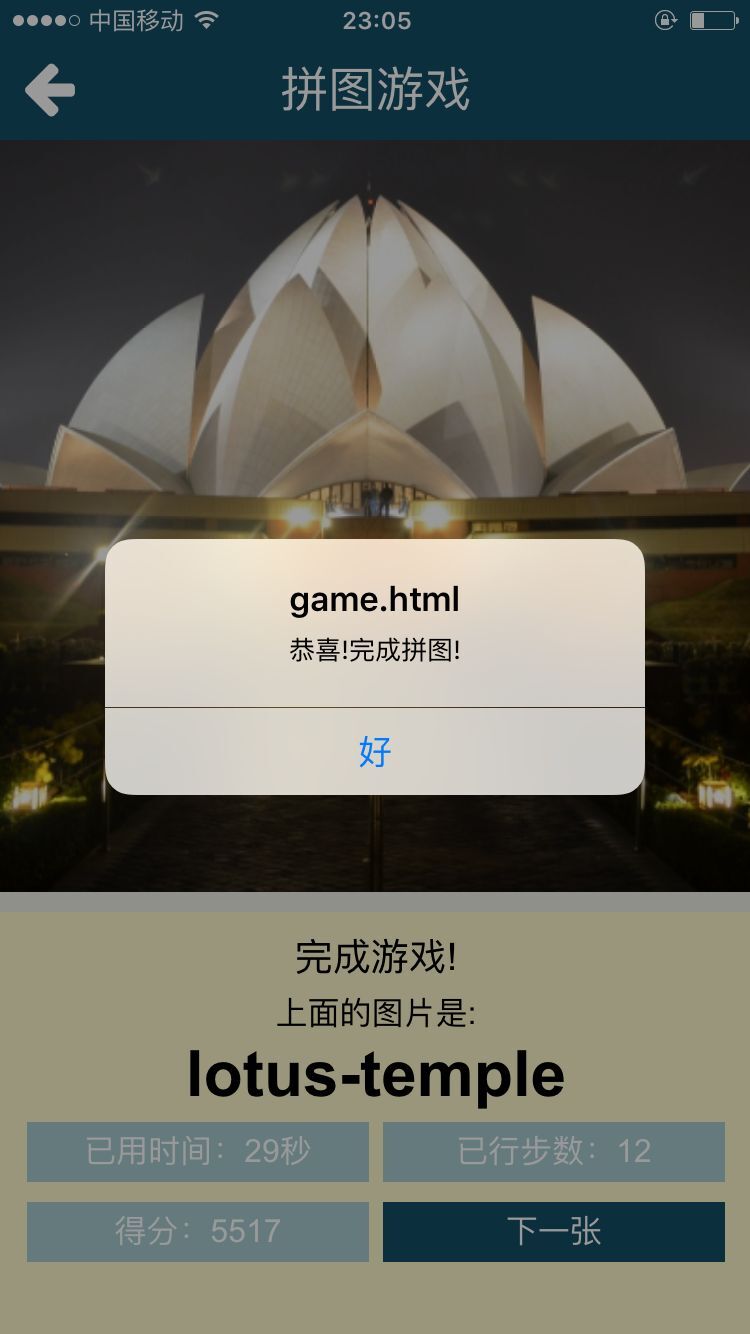 中国移动
23:05
拼图游戏
game.html
恭喜!完成拼图!
好
完成游戏!
上面的图片是:
lotus-temple
已用时间：29秒
已行步数：12
得分：5517
下一张